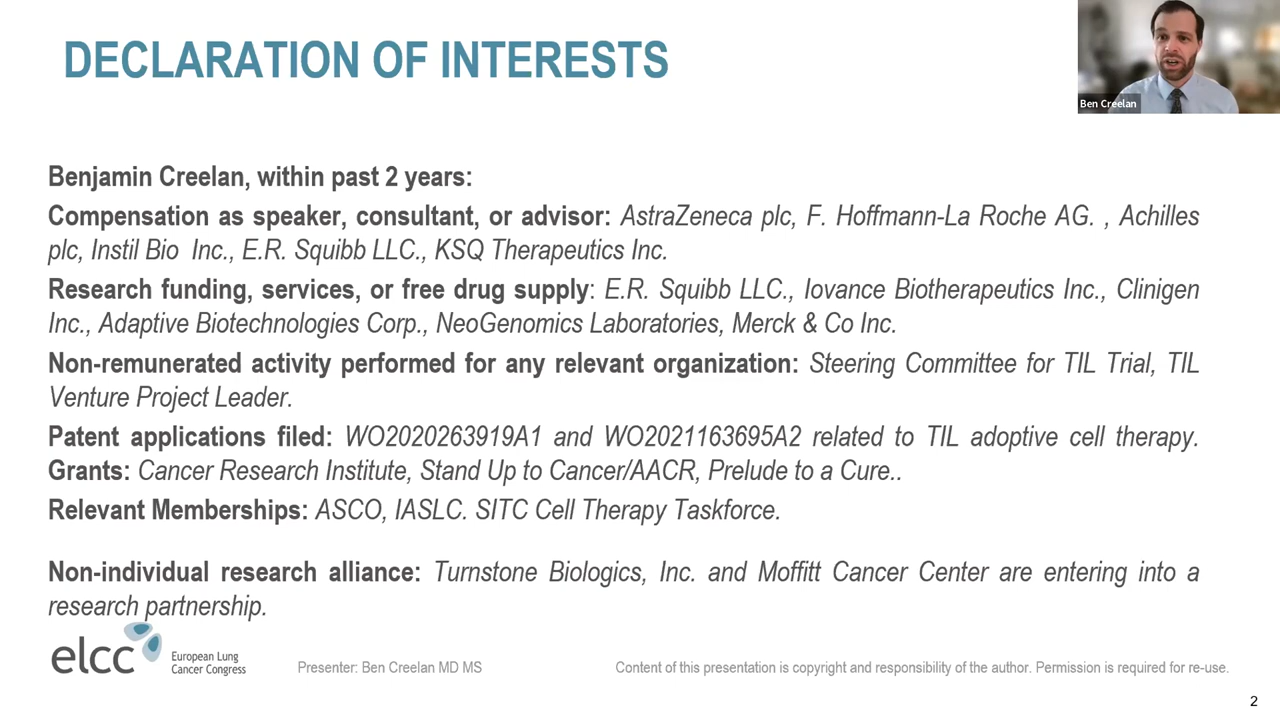 DECLARATION OF INTERESTS
Ben Creelan
Benjamin Creelan, within past 2 years:
Compensation as speaker, consultant, or advisor: AstraZeneca plc, F. Hoffmann-La Roche AG. , Achilles
plc, Instil Bio  Inc., E.R. Squibb LLC., KSQ Therapeutics Inc.
Research funding, services, or free drug supply: E.R. Squibb LLC., Iovance Biotherapeutics Inc., Clinigen
Inc., Adaptive Biotechnologies Corp., NeoGenomics Laboratories, Merck & Co Inc.
Non-remunerated activity performed for any relevant organization: Steering Committee for TIL Trial, TIL
Venture Project Leader.
Patent applications filed: WO2020263919A1 and WO2021163695A2 related to TIL adoptive cell therapy.
Grants: Cancer Research Institute, Stand Up to Cancer/AACR, Prelude to a Cure..
Relevant Memberships: ASCO, IASLC. SITC Cell Therapy Taskforce.
Non-individual research alliance: Turnstone Biologics, Inc. and Moffitt Cancer Center are entering into a
research partnership.
elcc
European Lung
Cancer Congress
Presenter: Ben Creelan MD MS
Content of this presentation is copyright and responsibility of the author. Permission is required for re-use.
2